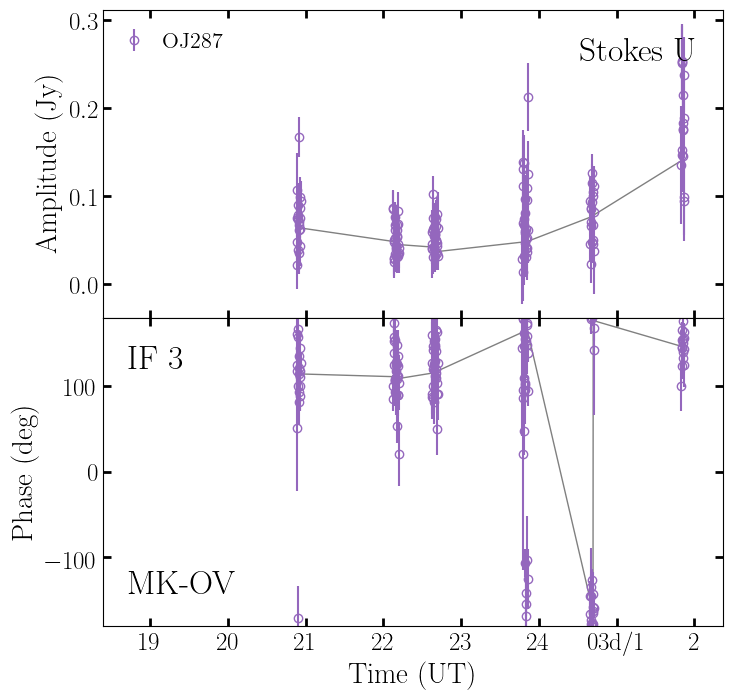 0.3
OJ287
Stokes U
0.2
0.1
0.0
Amplitude (Jy)
IF 3
100
0
−100
Phase (deg)
MK-OV
19 20 21 22 23 24 03d/1 2
Time (UT)